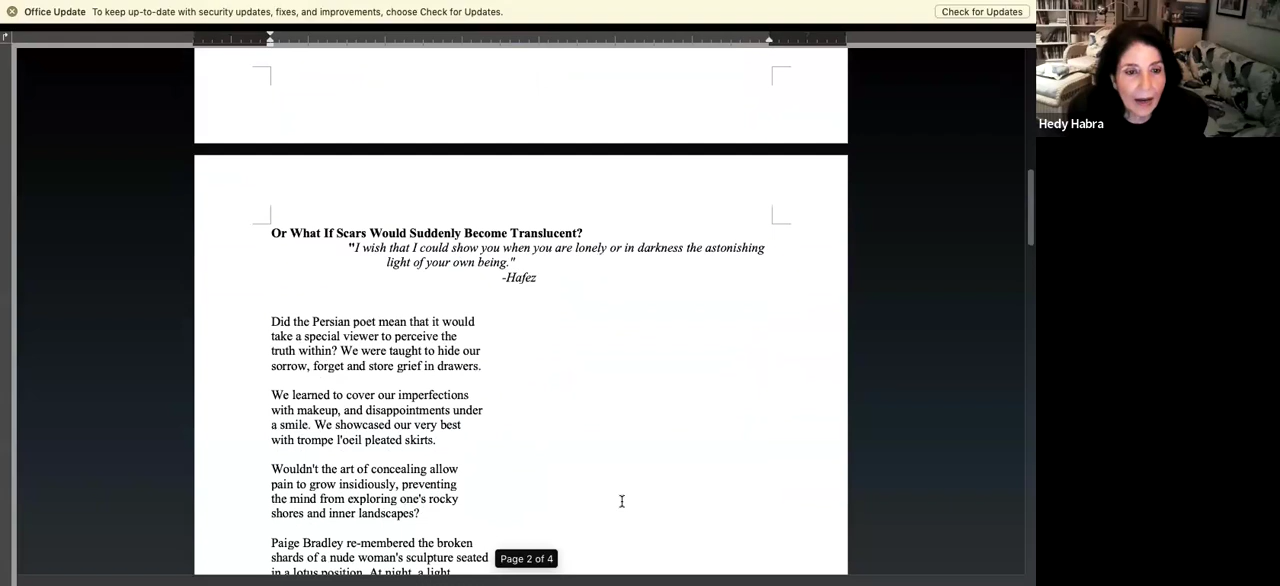 Office Update To keep up-to-date with security updates, fixes, and improvements, choose Check for Updates.
Check for Updates
Hedy Habra
Or What If Scars Would Suddenly Become Translucent?
"I wish that I could show you when you are lonely or in darkness the astonishing
light of your own being."
-Hafez
Did the Persian poet mean that it would
take a special viewer to perceive the
truth within? We were taught to hide our
sorrow, forget and store grief in drawers.
We learned to cover our imperfections
with makeup, and disappointments under
a smile. We showcased our very best
with trompe l'oeil pleated skirts.
Wouldn't the art of concealing allow
pain to grow insidiously, preventing
the mind from exploring one's rocky
shores and inner landscapes?
Paige Bradley re-membered the broken
shards of a nude woman's sculpture seated
in a lotus position. At night, a light
Page 2 of 4